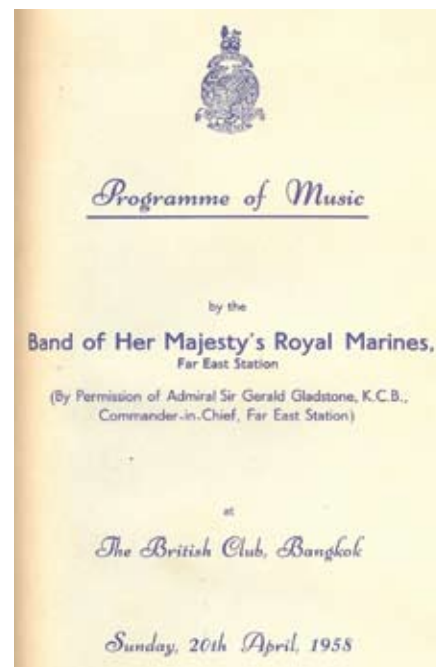 Programme of Music
by the
Band of Her Majesty's Royal Marines,
Far East Station
(By Permission of Admiral Sir Gerald Gladstone, K.C.B.,
Commander-in-Chief, Far East Station)
at
The British Club, Bangkok
Sunday, 20th April, 1958